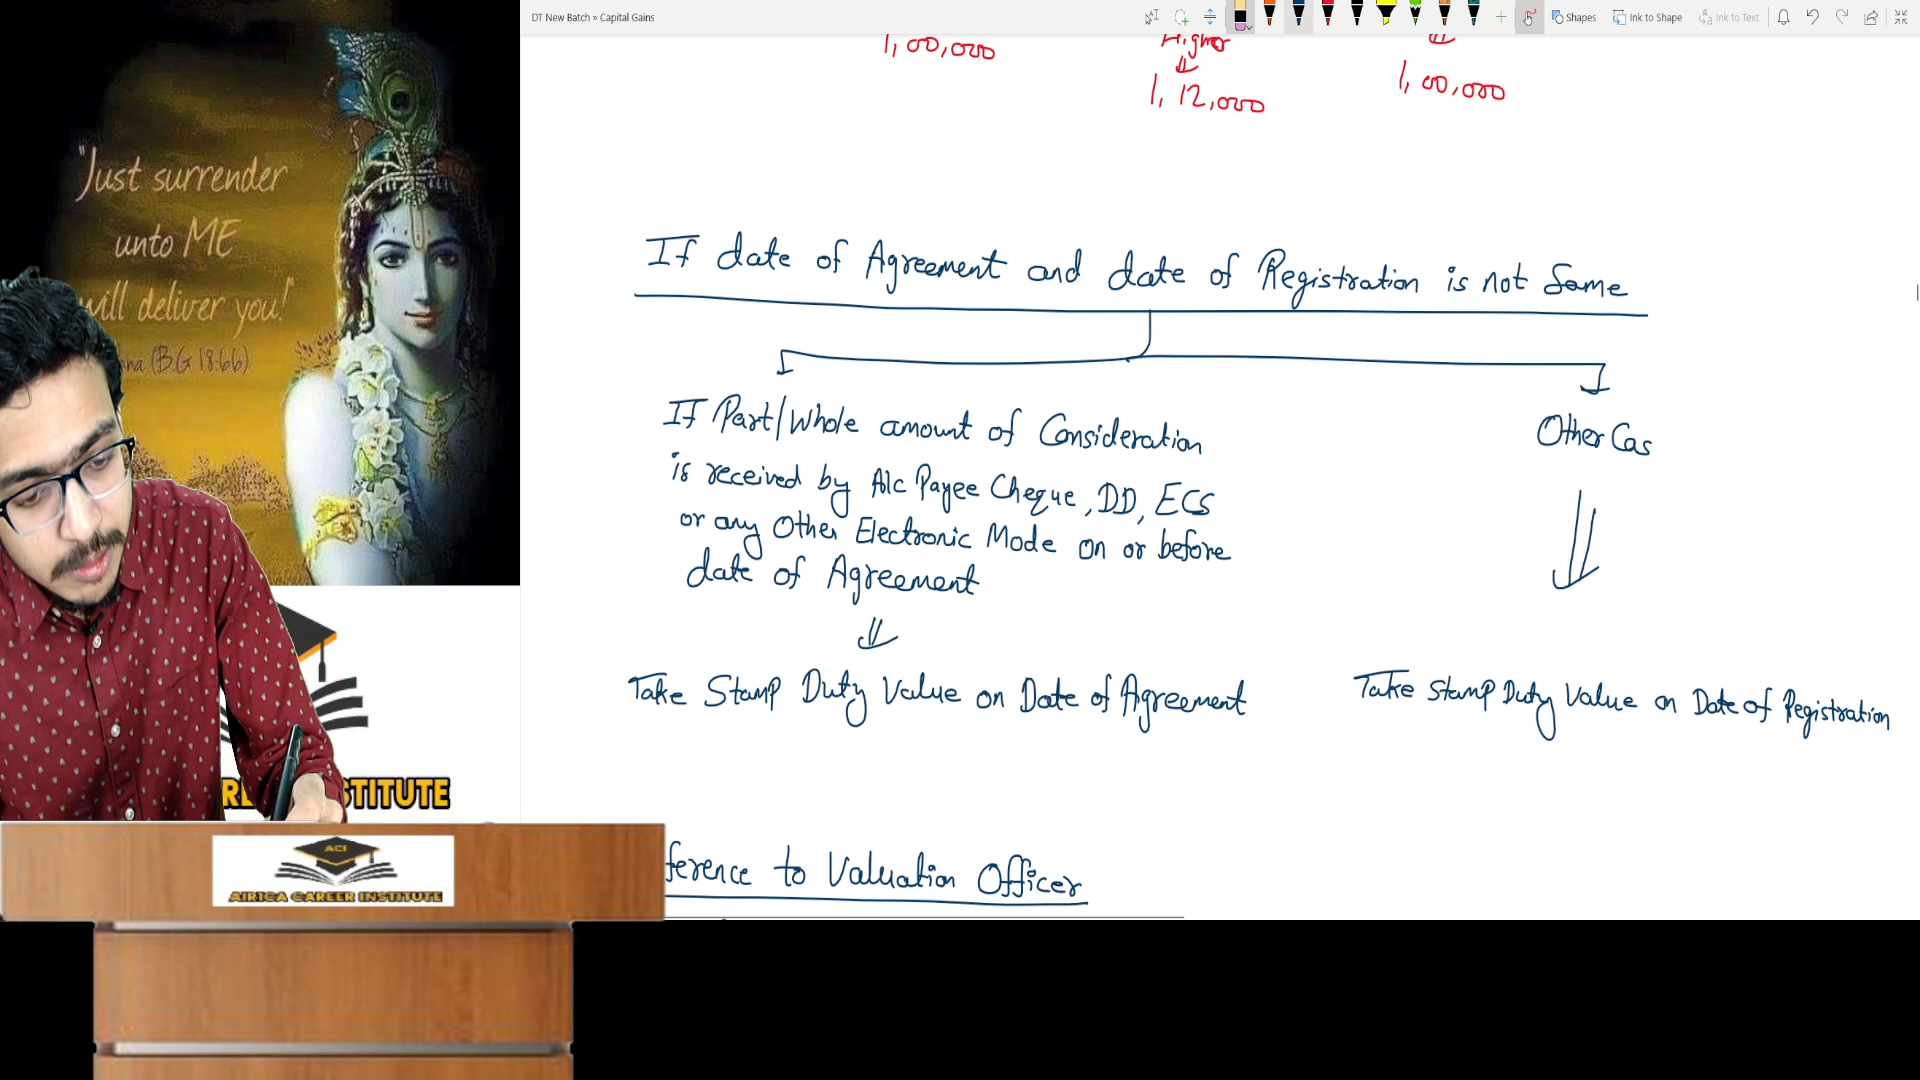 DT New Batch » Capital Gains
Shapes
Ink to Shape
Ink to Text
1,00,000
Higher
1,12,000
1,00,000
"Just surrender
unto ME
will deliver you!"
(B.G 18:66)
If date of Agreement and date of Registration is not Same
If Part/Whole amount of Consideration
is received by A/c Payee Cheque, DD, ECS
or any Other Electronic Mode on or before
date of Agreement
Other Cas
Take Stamp Duty Value on Date of Agreement
Take Stamp Duty Value on Date of Registration
STITUTE
ference to Valuation Officer
ACI
AIRICA CAREER INSTITUTE